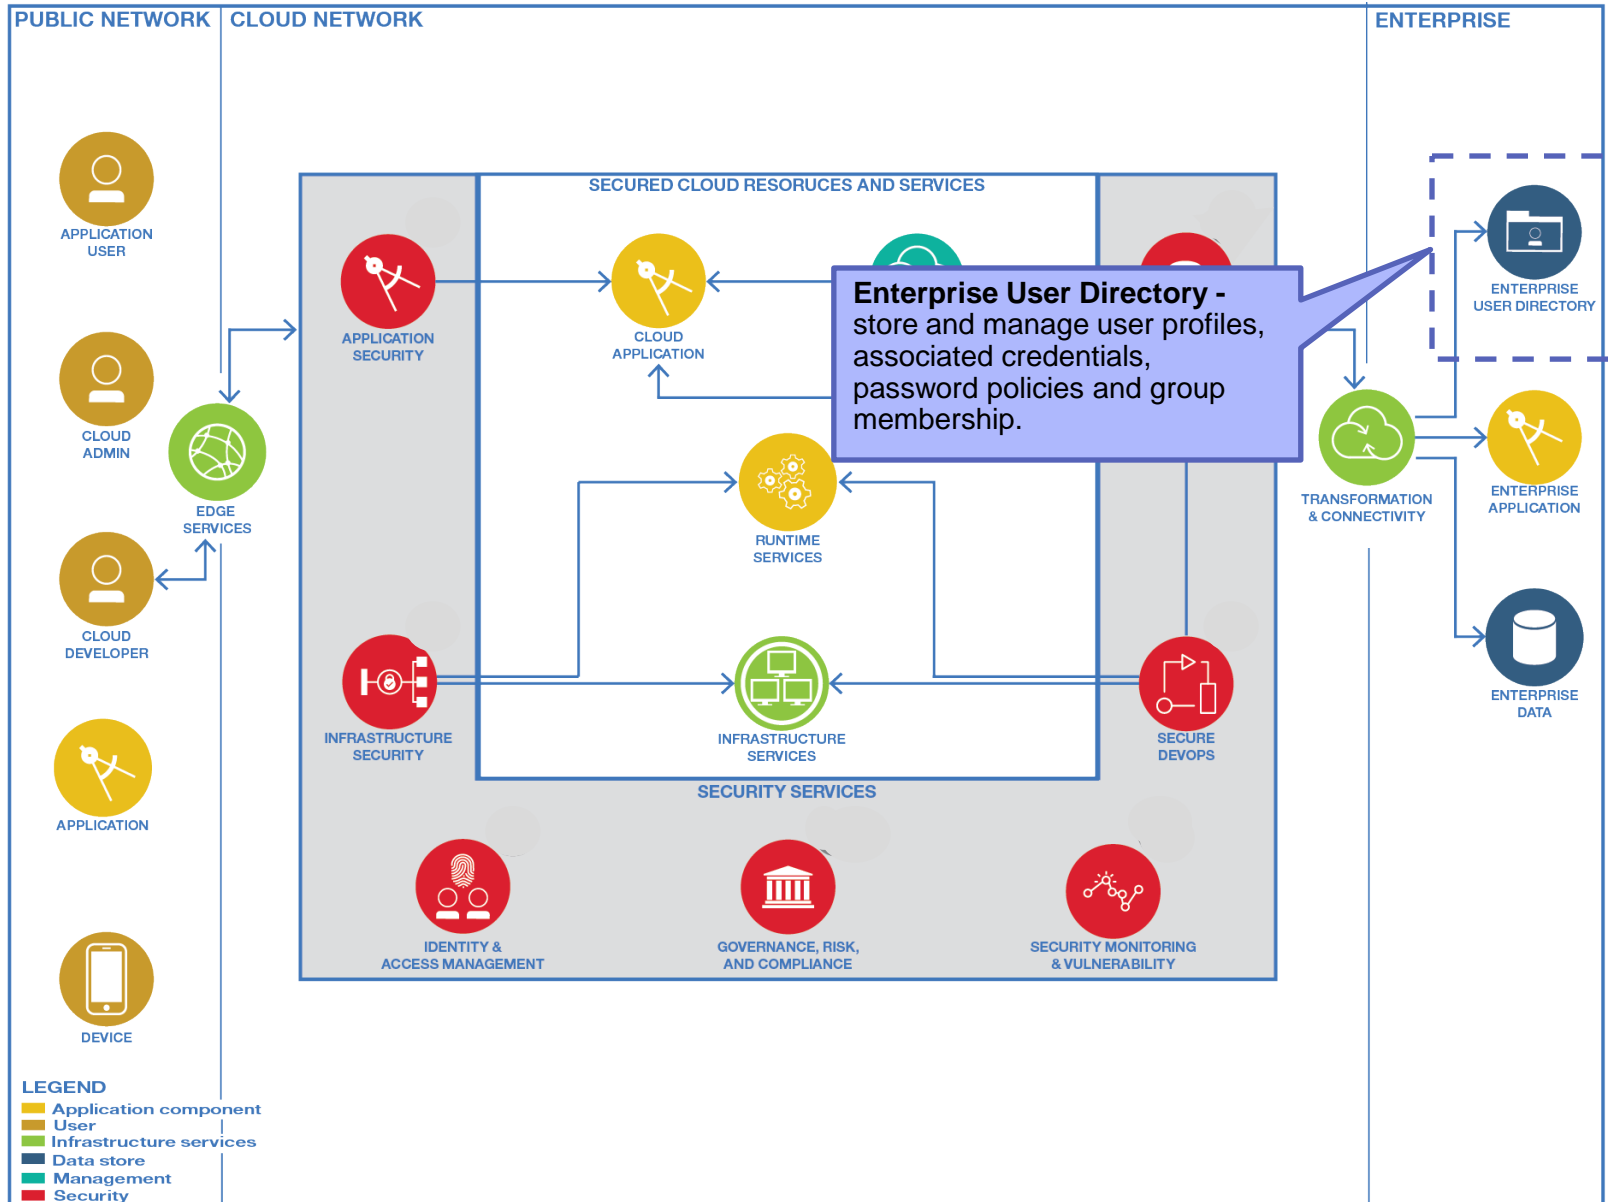 PUBLIC NETWORK
CLOUD NETWORK
ENTERPRISE
APPLICATION
USER
CLOUD
ADMIN
CLOUD
DEVELOPER
APPLICATION
DEVICE
EDGE
SERVICES
SECURED CLOUD RESORUCES AND SERVICES
APPLICATION
SECURITY
CLOUD
APPLICATION
Enterprise User Directory -
store and manage user profiles,
associated credentials,
password policies and group
membership.
RUNTIME
SERVICES
INFRASTRUCTURE
SECURITY
INFRASTRUCTURE
SERVICES
SECURE
DEVOPS
SECURITY SERVICES
IDENTITY &
ACCESS MANAGEMENT
GOVERNANCE, RISK,
AND COMPLIANCE
SECURITY MONITORING
& VULNERABILITY
TRANSFORMATION
& CONNECTIVITY
ENTERPRISE
USER DIRECTORY
ENTERPRISE
APPLICATION
ENTERPRISE
DATA
LEGEND
Application component
User
Infrastructure services
Data store
Management
Security